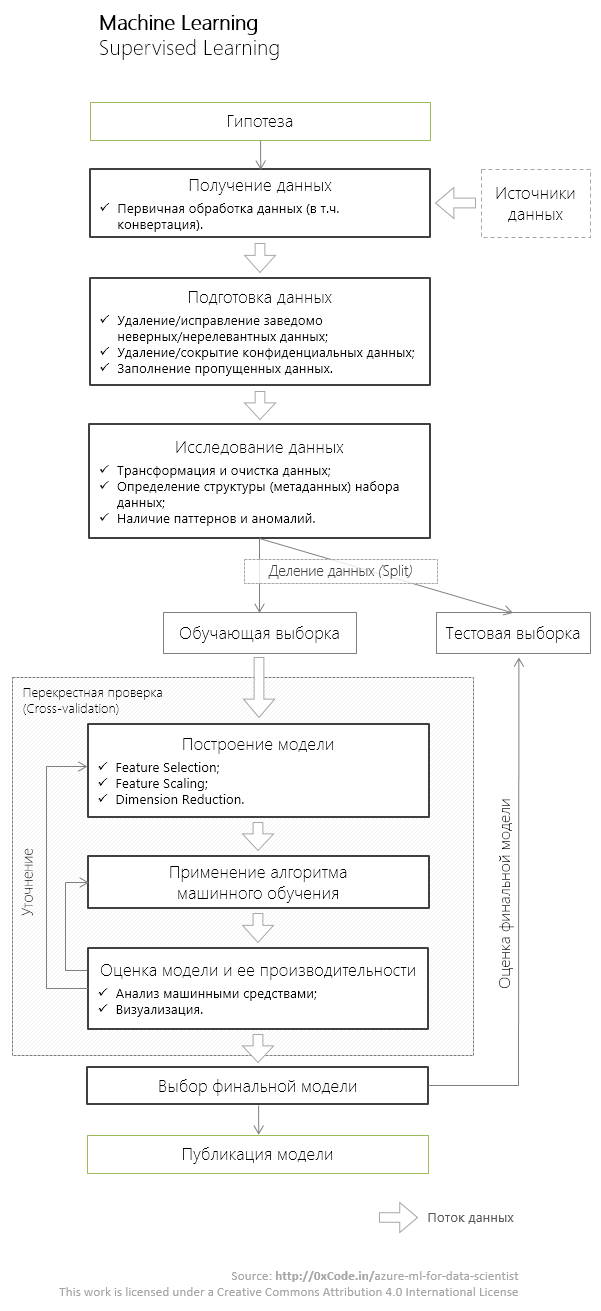 Machine Learning
Supervised Learning
Гипотеза
Получение данных
✓ Первичная обработка данных (в т.ч.
конвертация).
Источники
данных
Подготовка данных
✓ Удаление/исправление заведомо
неверных/нерелевантных данных;
✓ Удаление/сокрытие конфиденциальных данных;
✓ Заполнение пропущенных данных.
Исследование данных
✓ Трансформация и очистка данных;
✓ Определение структуры (метаданных) набора
данных;
✓ Наличие паттернов и аномалий.
Деление данных (Split)
Обучающая выборка
Тестовая выборка
Перекрестная проверка
(Cross-validation)
Построение модели
✓ Feature Selection;
✓ Feature Scaling;
✓ Dimension Reduction.
Применение алгоритма
машинного обучения
Уточнение
Оценка модели и ее производительности
✓ Анализ машинными средствами;
✓ Визуализация.
Оценка финальной модели
Выбор финальной модели
Публикация модели
Поток данных
Source: http://0xCode.in/azure-ml-for-data-scientist
This work is licensed under a Creative Commons Attribution 4.0 International License